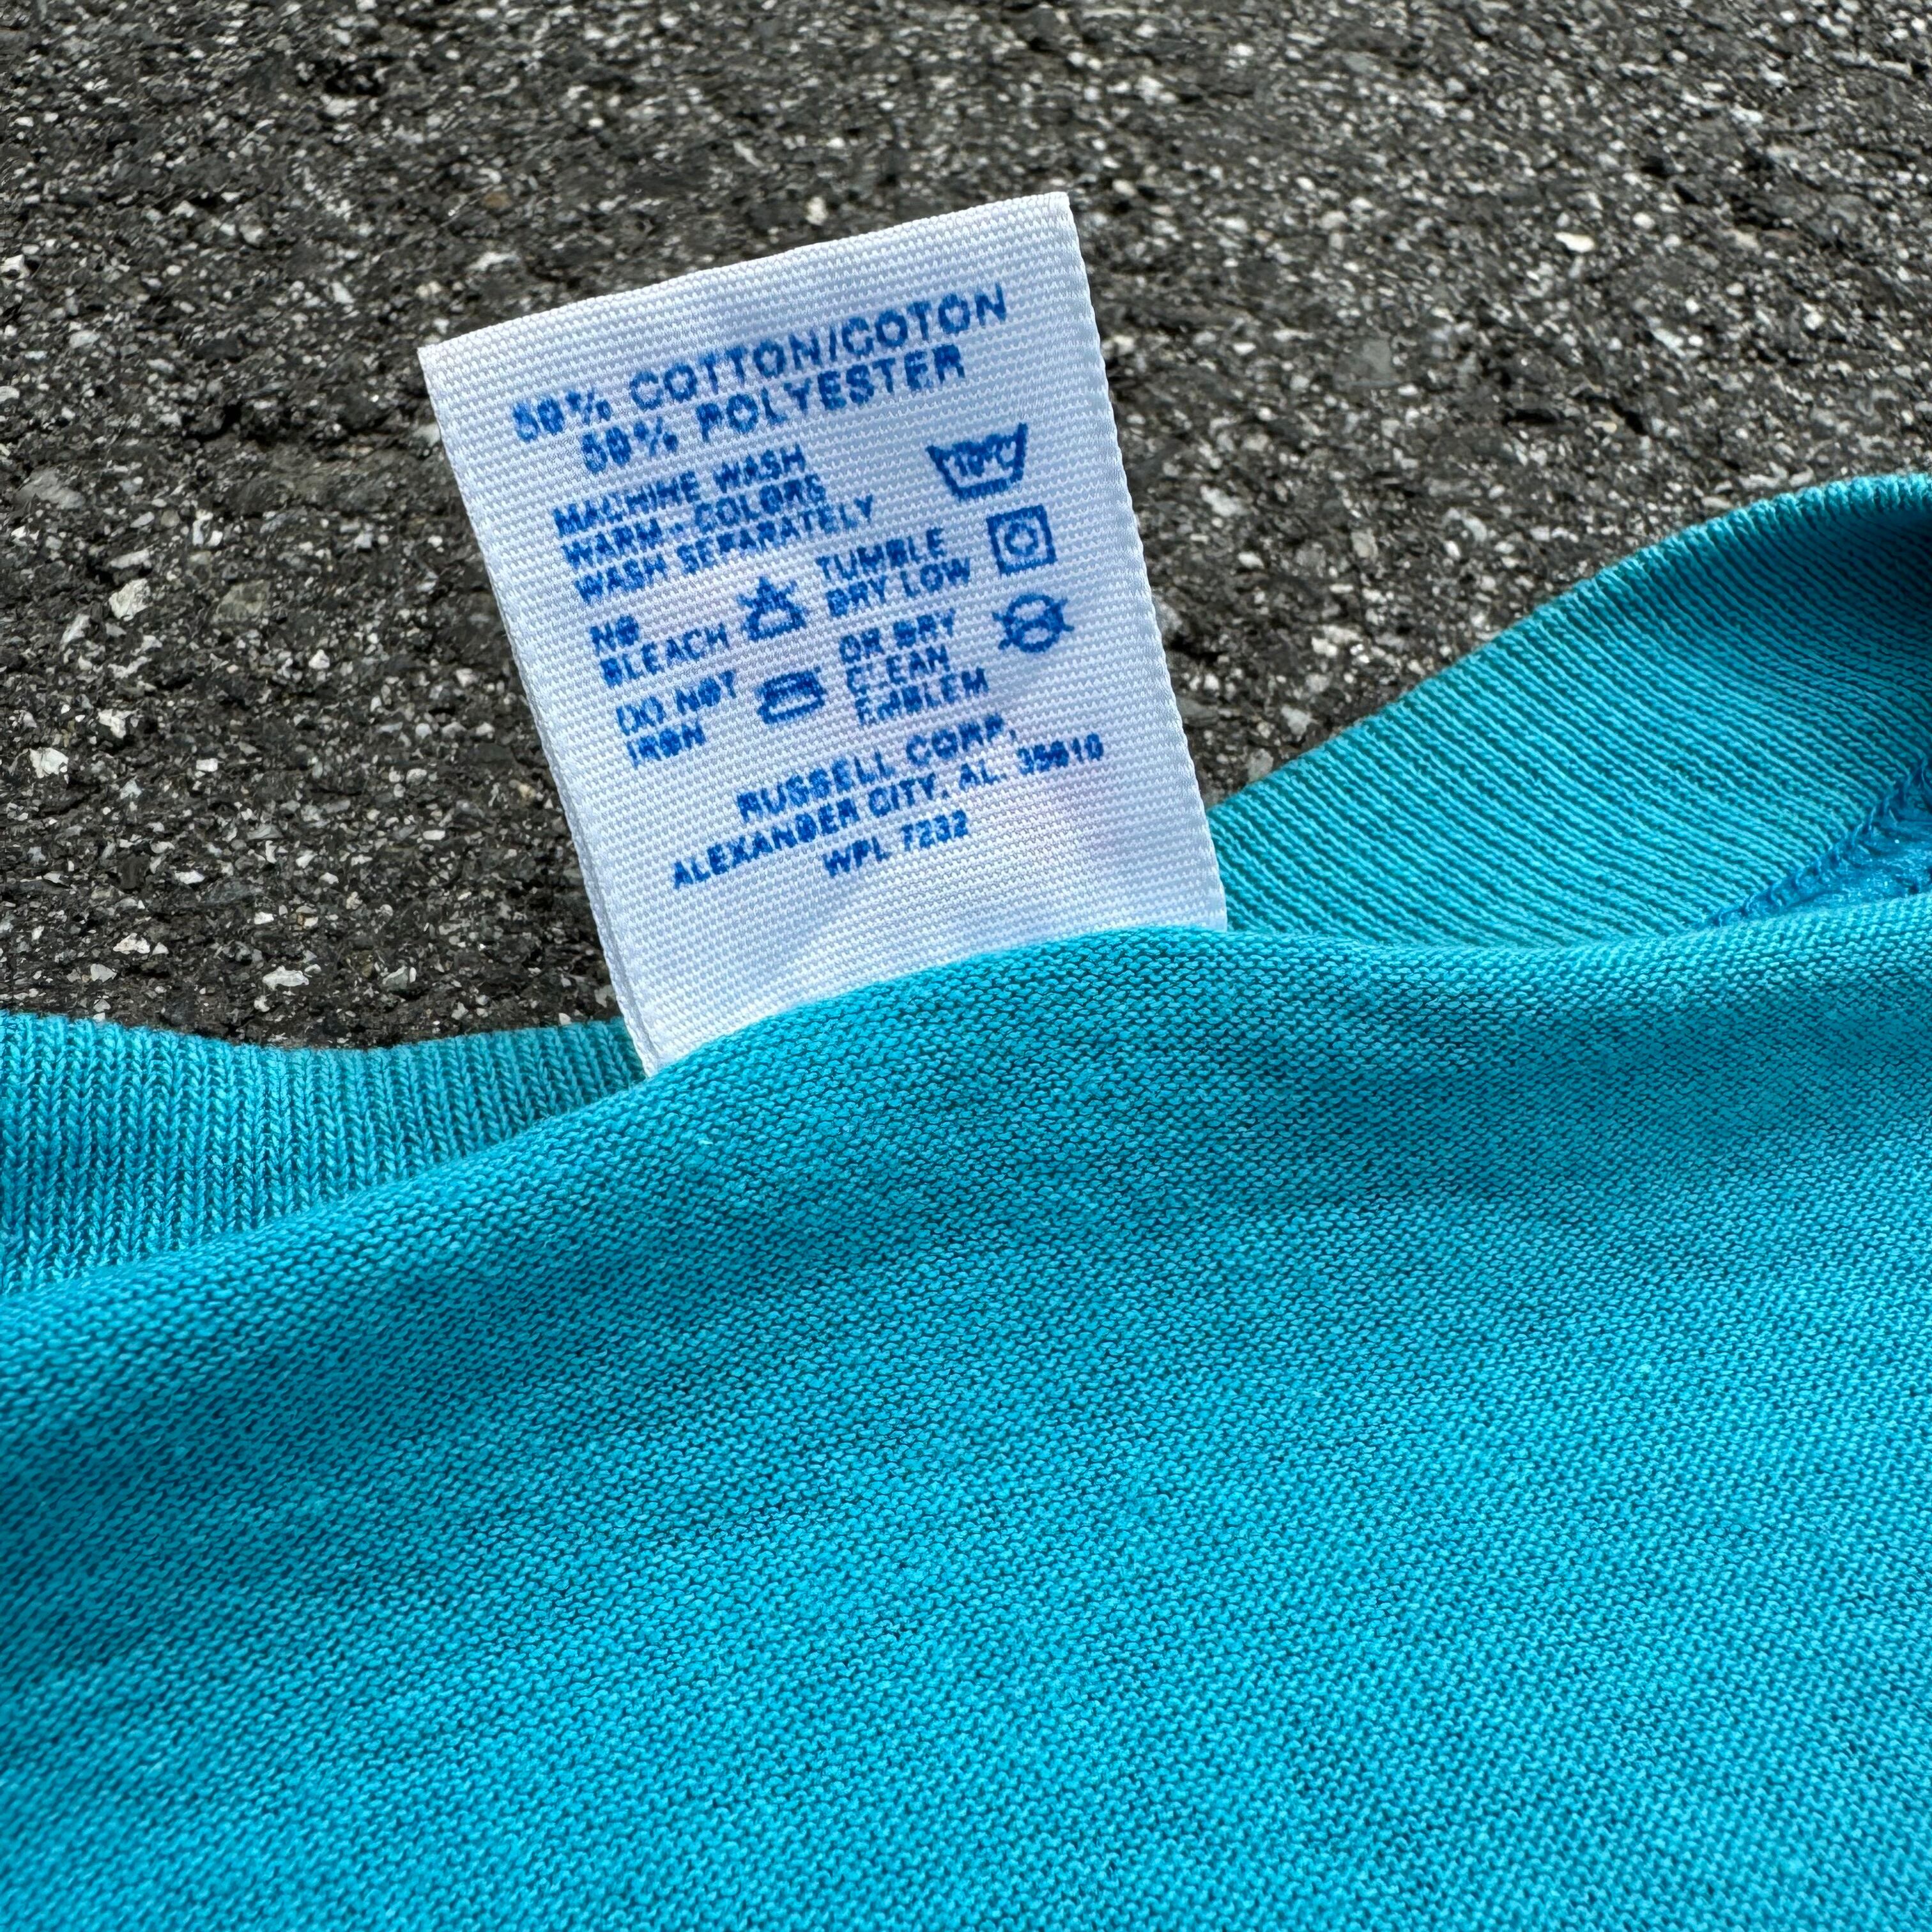 50% COTTON/COTON
50% POLYESTER
MACHINE WASH
WARM-COLORS
WASH SEPARATELY
NO
BLEACH
TUMBLE
DRY LOW
DO NOT
IRON
OR DRY
CLEAN
EMBLEM
RUSSELL CORP.
ALEXANDER CITY, AL. 35010
WPL 7232